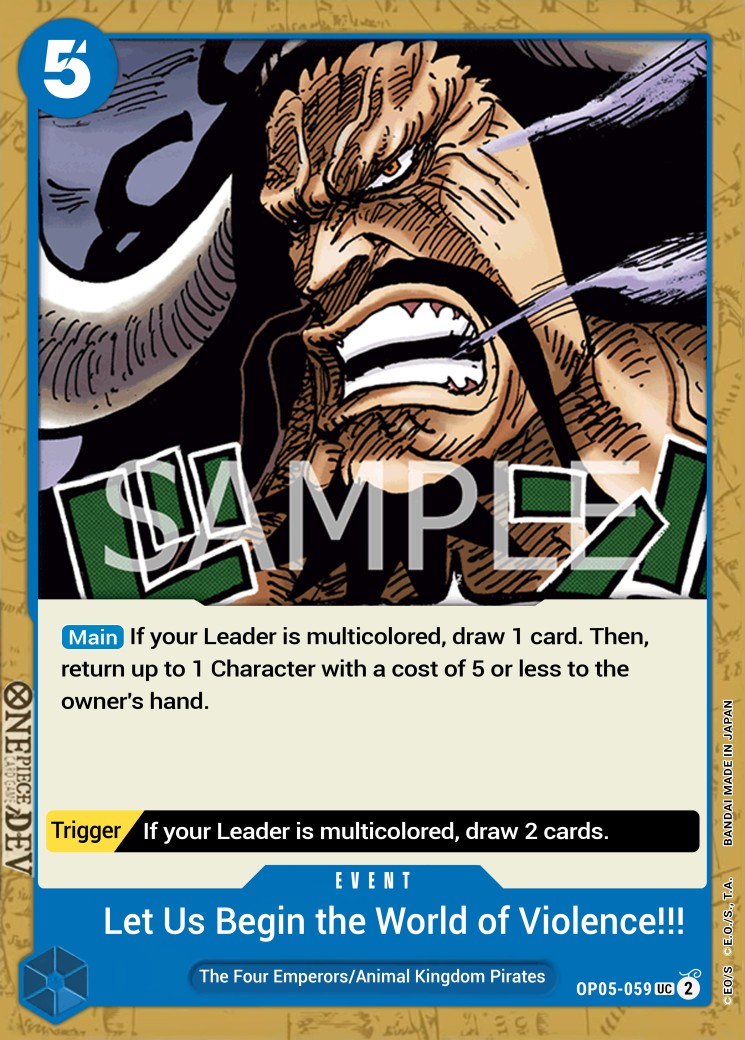 5
SAMPLE
Main If your Leader is multicolored, draw 1 card. Then,
return up to 1 Character with a cost of 5 or less to the
owner's hand.
Trigger If your Leader is multicolored, draw 2 cards.
EVENT
Let Us Begin the World of Violence!!!
The Four Emperors/Animal Kingdom Pirates
OP05-059 UC 2
ONE PIECE
CARD GAME
DEV
©EO/S ©E.O./S., T.A. BANDAI MADE IN JAPAN